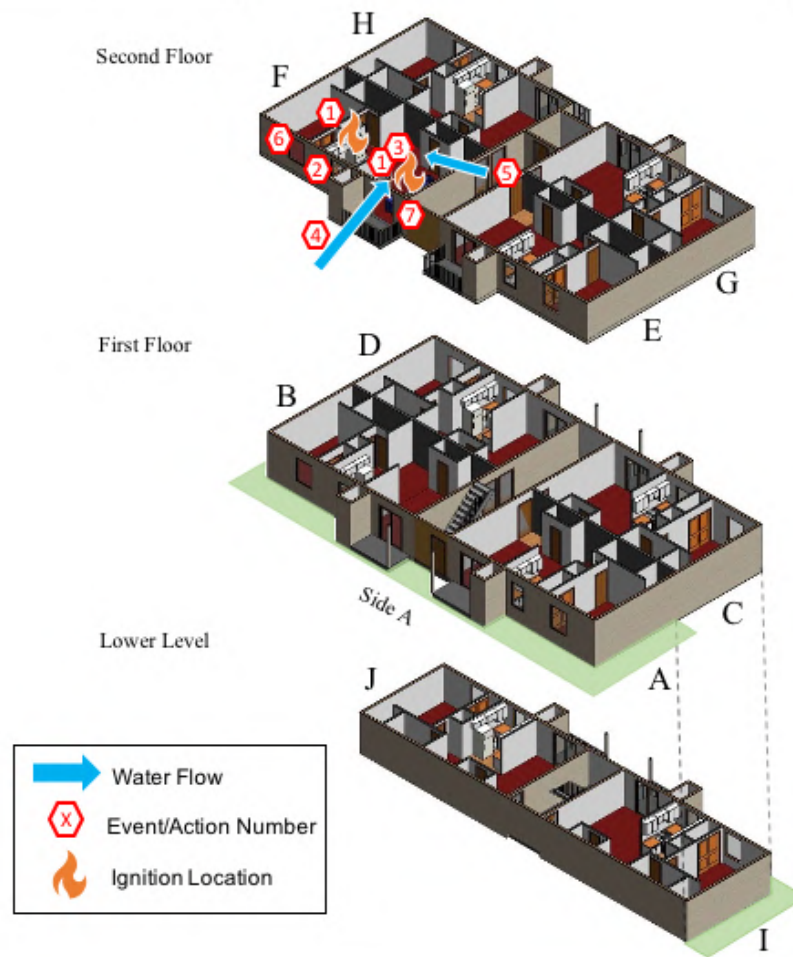 H
Second Floor
F
1
6
3
1
2
5
7
4
G
E
First Floor
D
B
Side A
C
Lower Level
A
J
Water Flow
X
Event/Action Number
Ignition Location
I